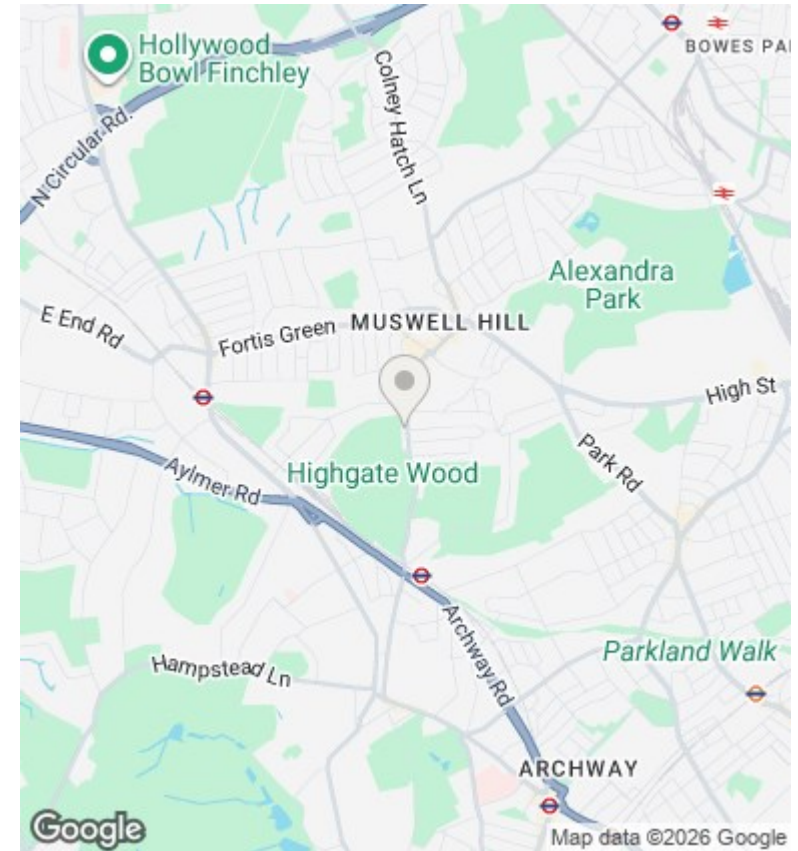 Hollywood
Bowl Finchley
BOWES PA
N Circular Rd.
Colney Hatch Ln
Alexandra
Park
E End Rd
Fortis Green
MUSWELL HILL
High St
Aylmer Rd
Highgate Wood
Park Rd
Archway Rd
Hampstead Ln
Parkland Walk
ARCHWAY
Google
Map data ©2026 Google